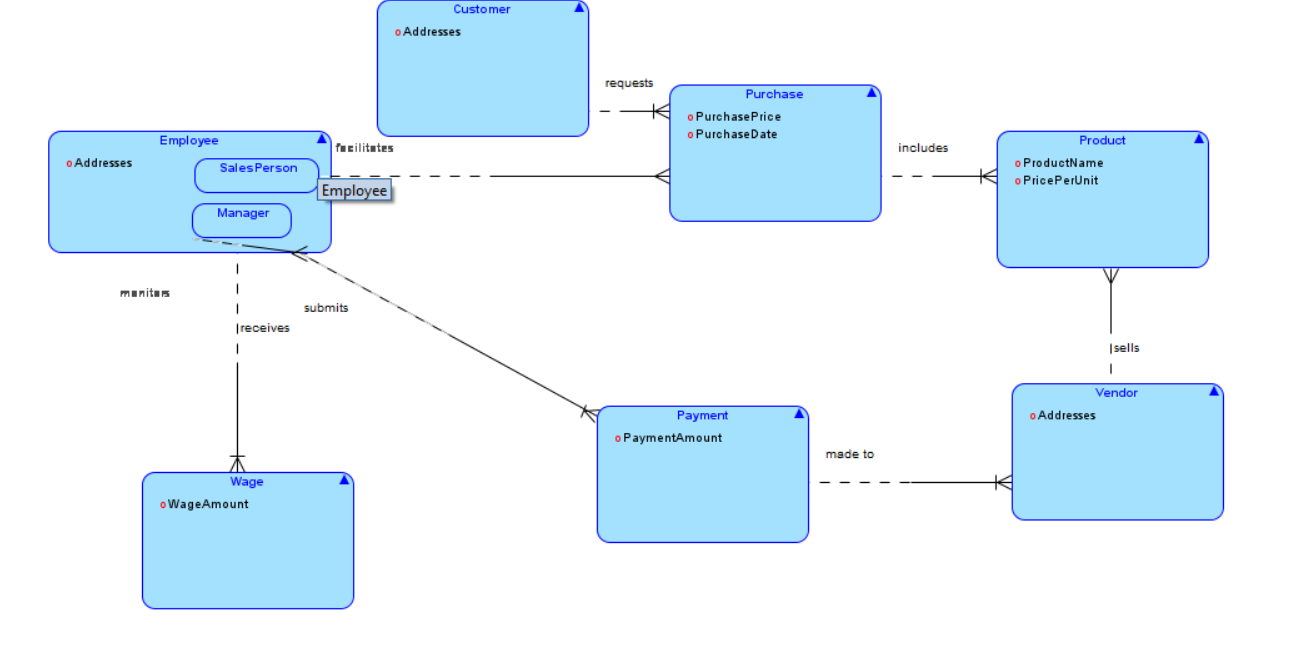 Customer
o Addresses
requests
Purchase
o PurchasePrice
o PurchaseDate
Employee
o Addresses
SalesPerson
Manager
facilitates
Employee
includes
Product
o ProductName
o PricePerUnit
monitors
submits
receives
sells
Vendor
o Addresses
Payment
o PaymentAmount
made to
Wage
o WageAmount